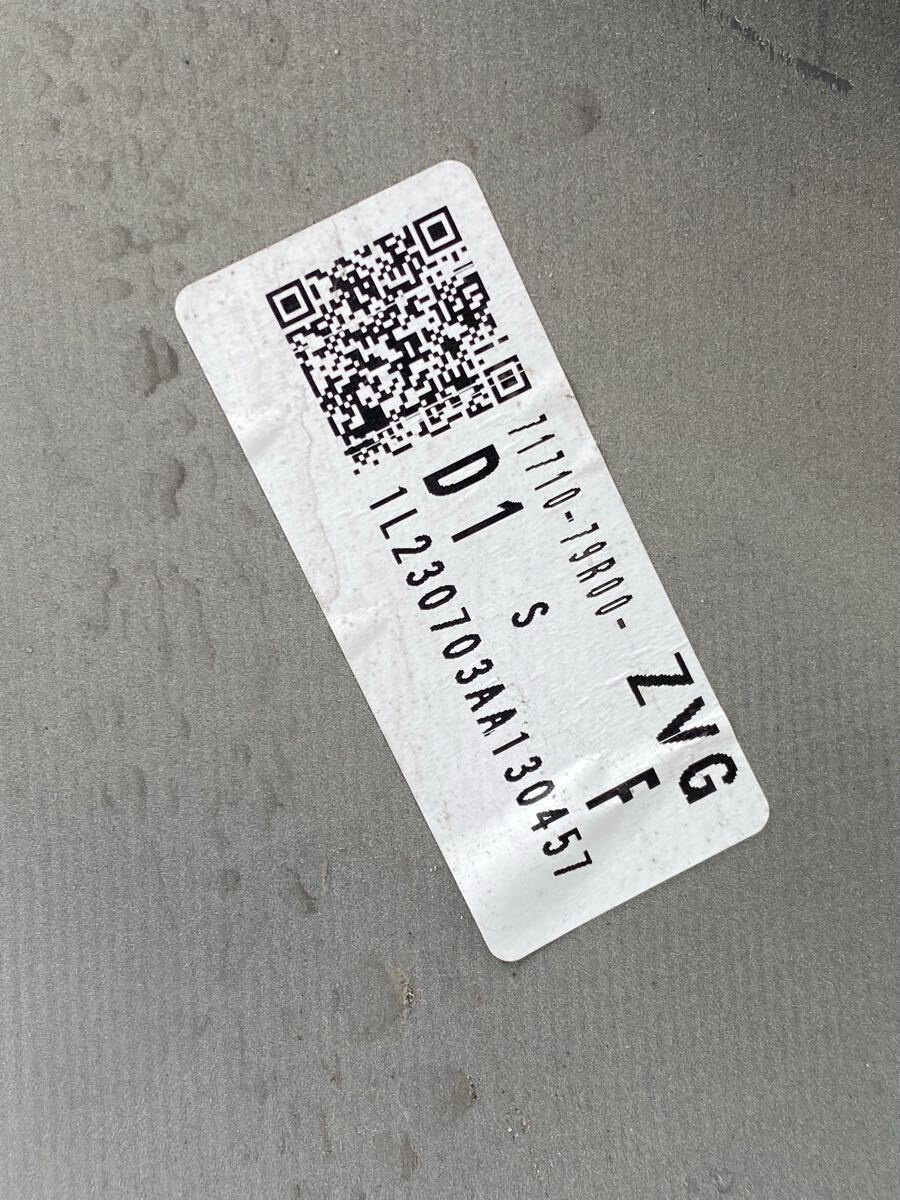 71710-79R00-
ZVG
D1 S F
1L230703AA130457